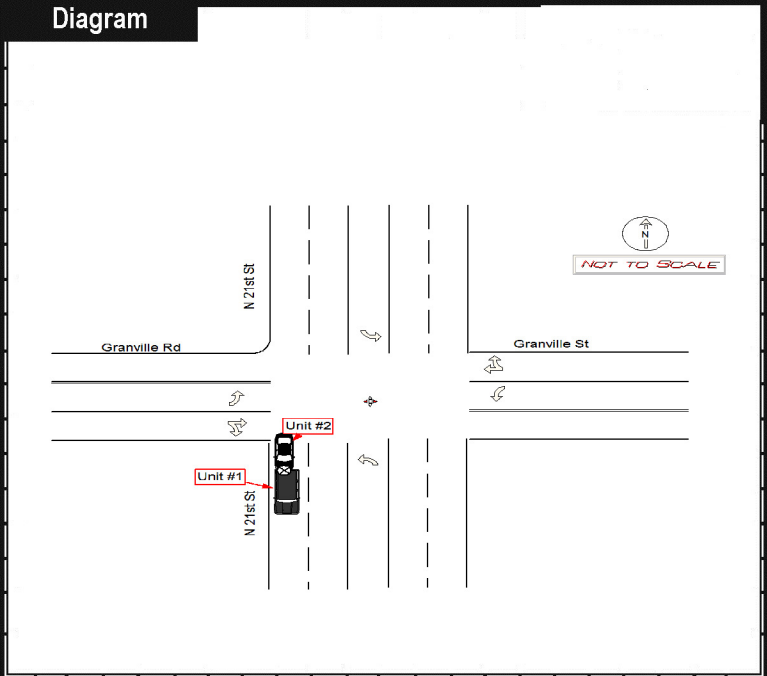 Diagram
N 21st St
N
NOT TO SCALE
Granville Rd
Granville St
Unit #2
Unit #1
N 21st St